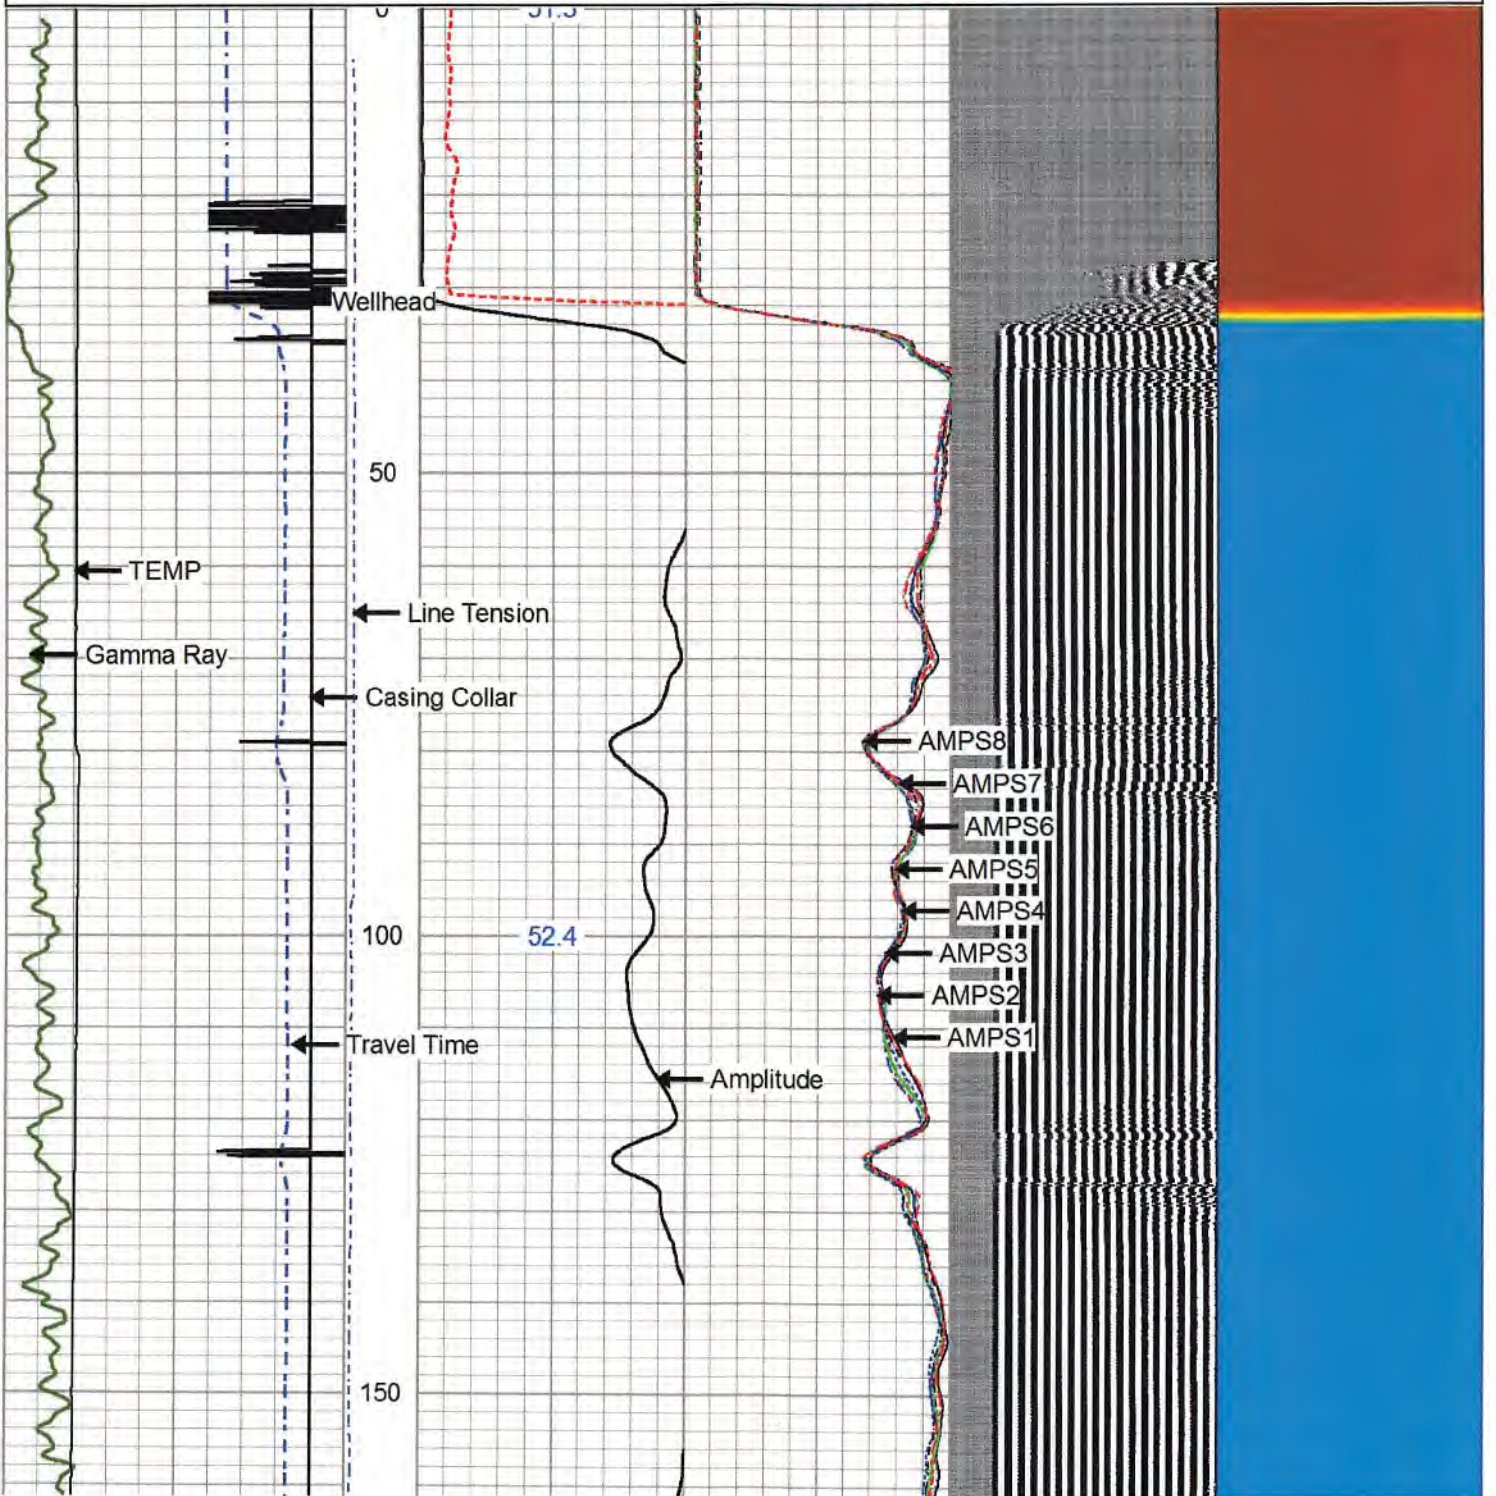 0
Wellhead
50
TEMP
Line Tension
Gamma Ray
Casing Collar
AMPS8
AMPS7
AMPS6
AMPS5
AMPS4
100 52.4
AMPS3
AMPS2
AMPS1
Travel Time
Amplitude
150